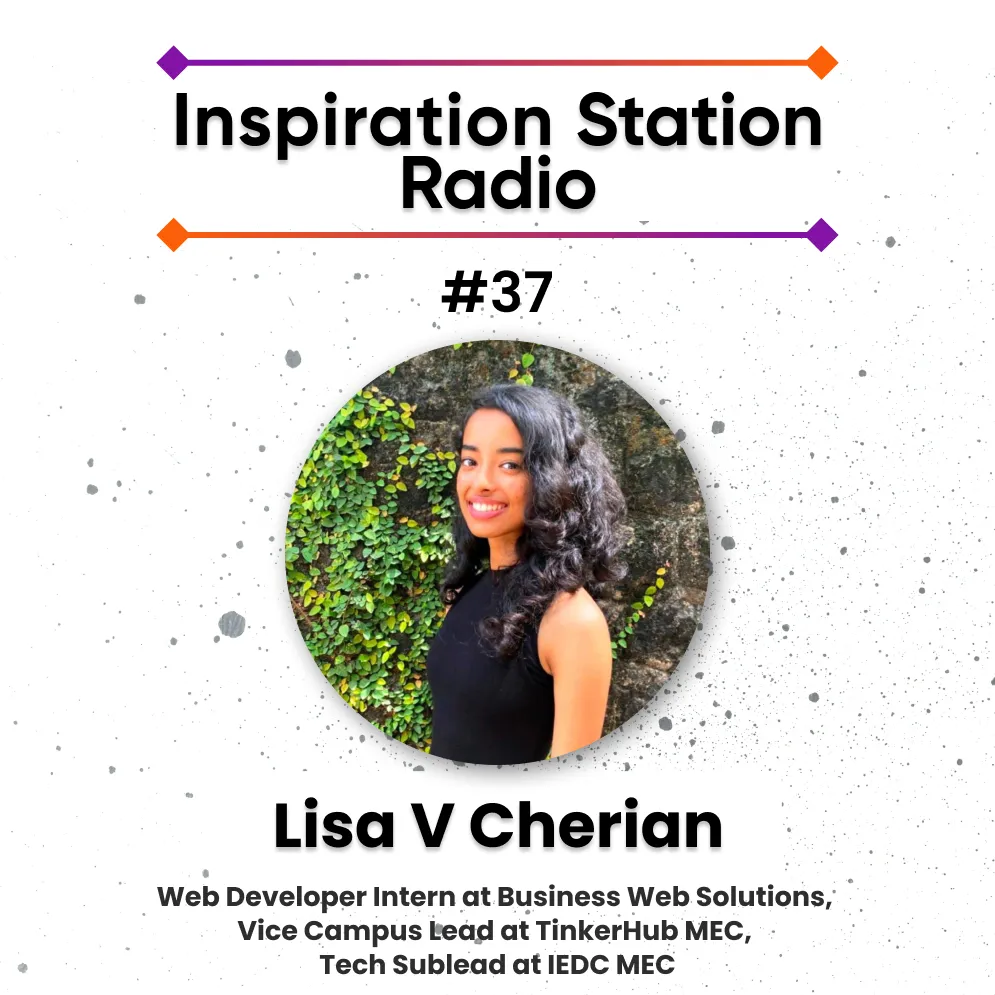 Inspiration Station
Radio
#37
Lisa V Cherian
Web Developer Intern at Business Web Solutions,
Vice Campus Lead at TinkerHub MEC,
Tech Sublead at IEDC MEC